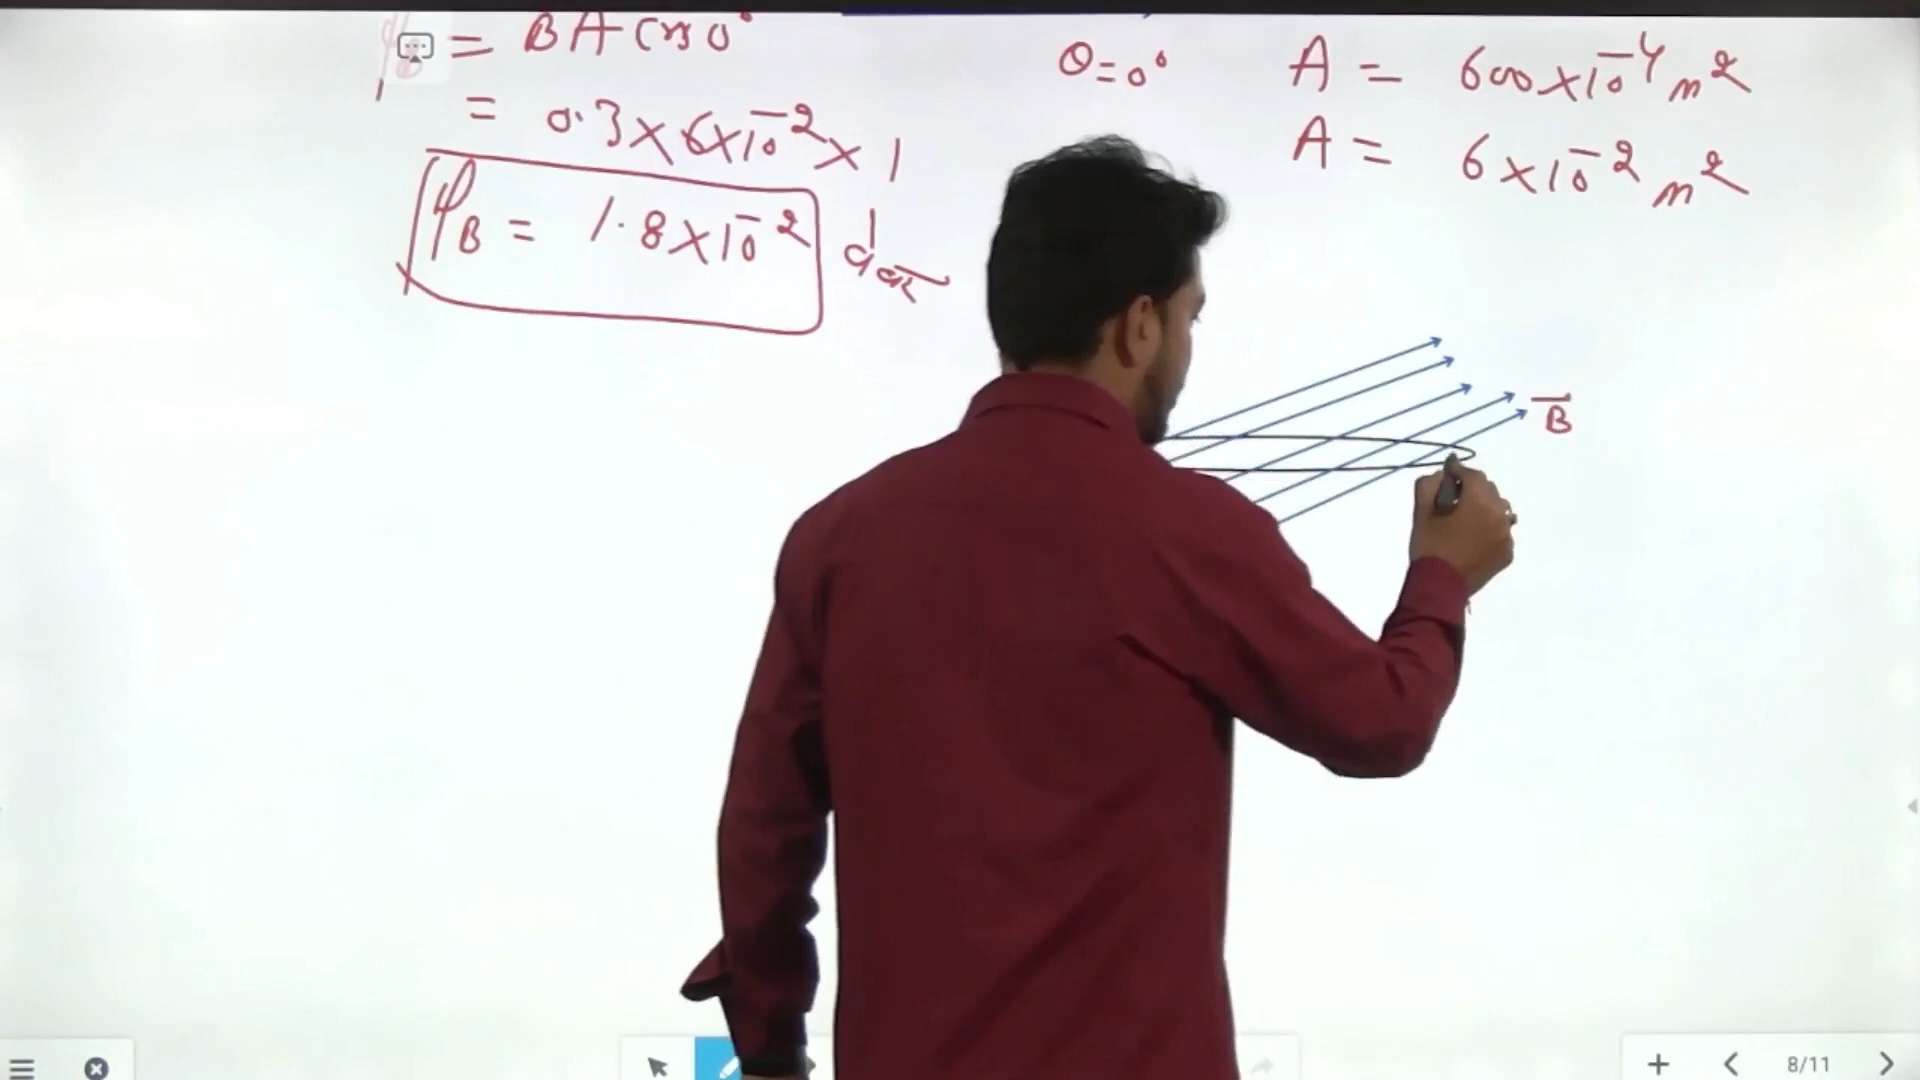 = BA cos 0°
= 0.3 × 6×10⁻² × 1
φB = 1.8 × 10⁻²
θ = 0°
A = 600 × 10⁻⁴ m²
A = 6 × 10⁻² m²
B
8/11